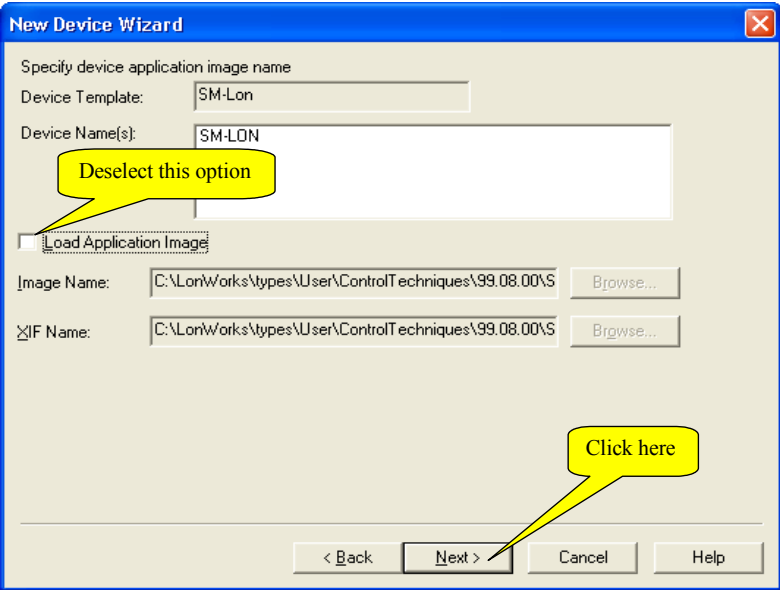 New Device Wizard
Specify device application image name
Device Template: SM-Lon
Device Name(s): SM-LON
Deselect this option
Load Application Image
Image Name: C:\LonWorks\types\User\ControlTechniques\99.08.00\S Browse...
XIF Name: C:\LonWorks\types\User\ControlTechniques\99.08.00\S Browse...
Click here
< Back Next > Cancel Help